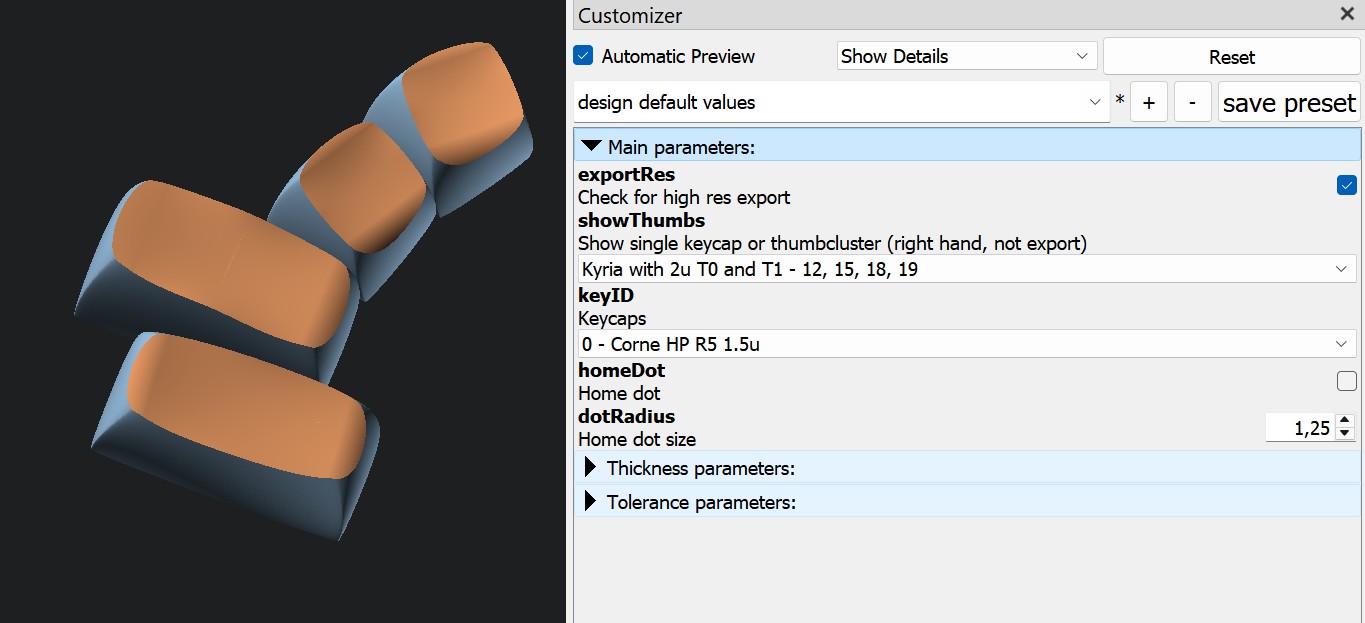 Customizer
Automatic Preview Show Details Reset
design default values * + - save preset
Main parameters:
exportRes
Check for high res export
showThumbs
Show single keycap or thumbcluster (right hand, not export)
Kyria with 2u T0 and T1 - 12, 15, 18, 19
keyID
Keycaps
0 - Corne HP R5 1.5u
homeDot
Home dot
dotRadius
Home dot size 1,25
Thickness parameters:
Tolerance parameters: